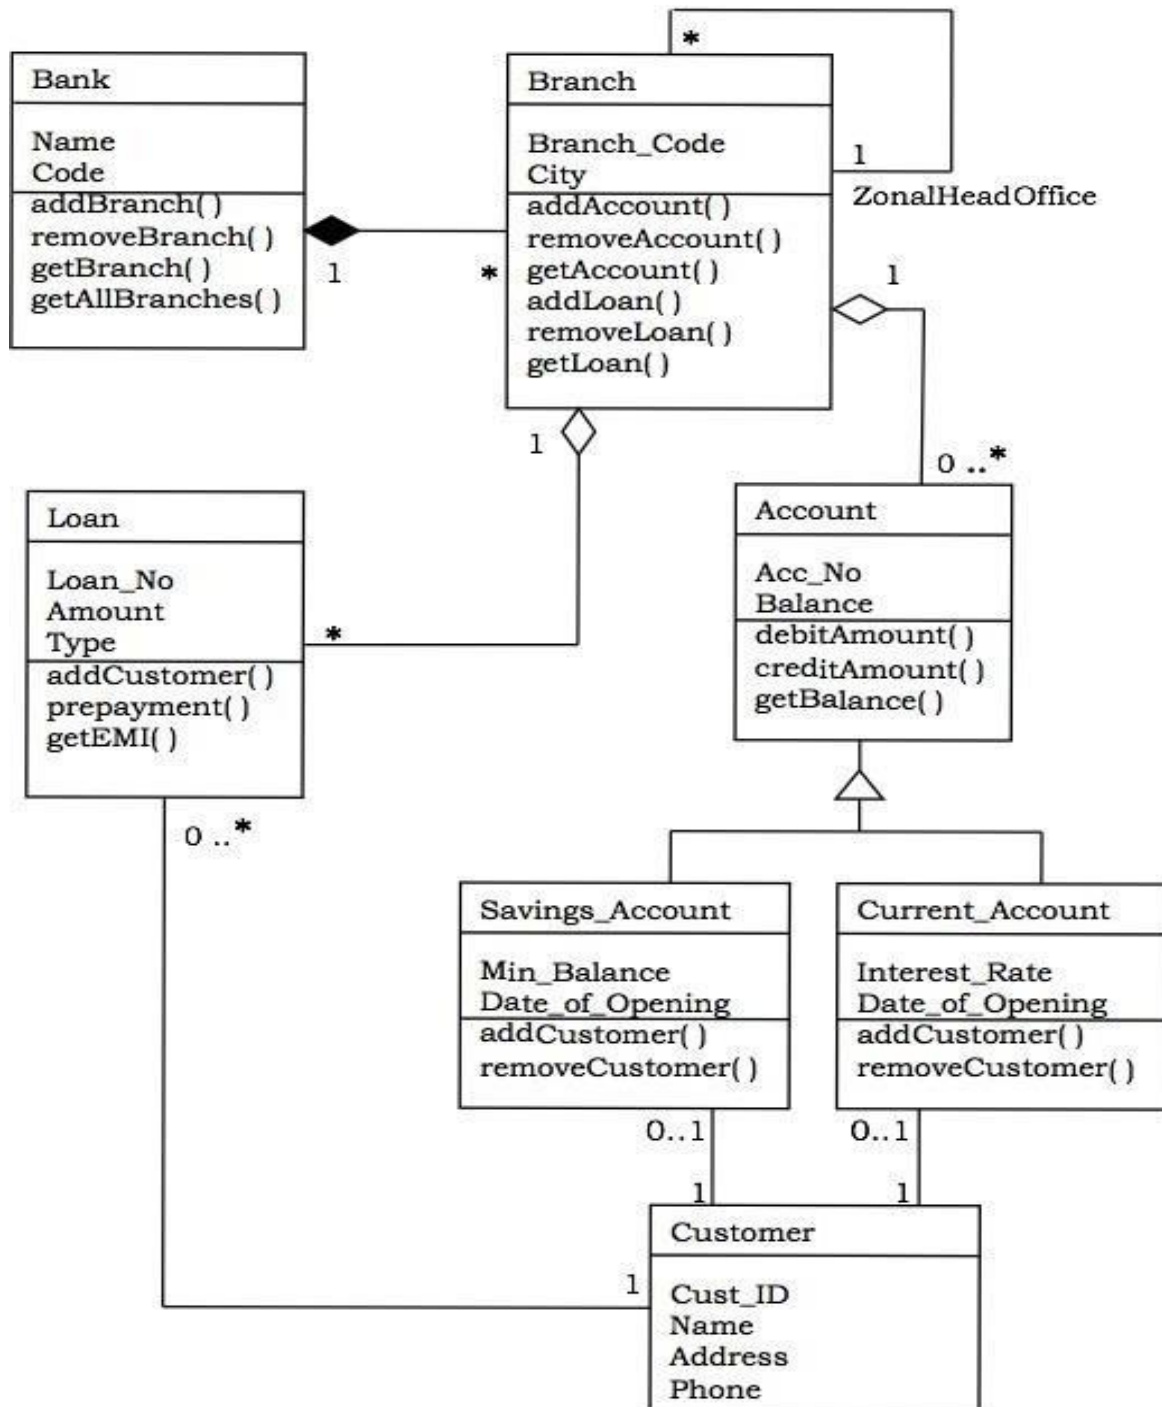 *
Bank
Name
Code
addBranch( )
removeBranch( )
getBranch( )
getAllBranches( )
1
*
Branch
Branch_Code
City
addAccount( )
removeAccount( )
getAccount( )
addLoan( )
removeLoan( )
getLoan( )
1
ZonalHeadOffice
1
1
0 ..*
Loan
Loan_No
Amount
Type
addCustomer( )
prepayment( )
getEMI( )
*
0 ..*
Account
Acc_No
Balance
debitAmount( )
creditAmount( )
getBalance( )
Savings_Account
Min_Balance
Date_of_Opening
addCustomer( )
removeCustomer( )
Current_Account
Interest_Rate
Date_of_Opening
addCustomer( )
removeCustomer( )
0..1
0..1
1
1
Customer
1
Cust_ID
Name
Address
Phone